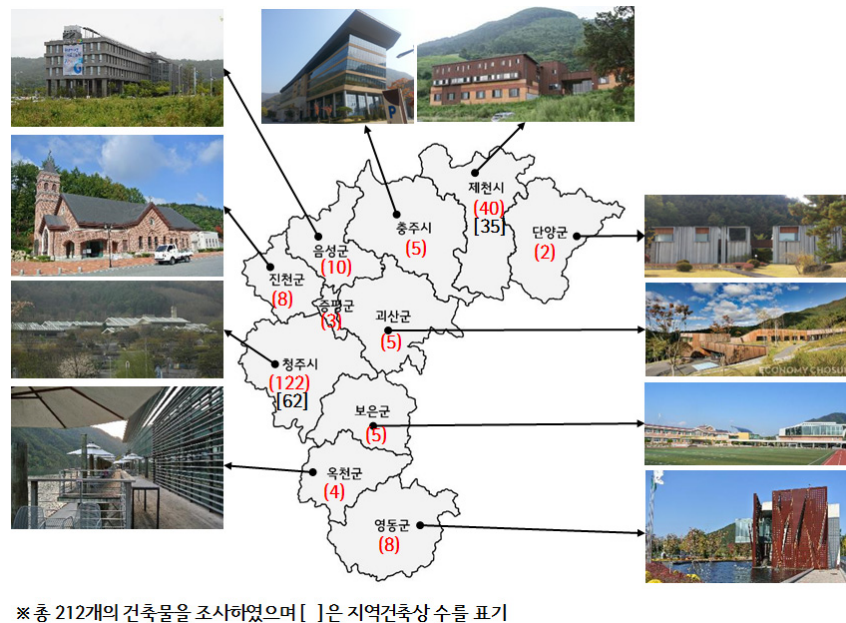 제천시
(40)
[35]
충주시
(5)
단양군
(2)
음성군
(10)
진천군
(8)
증평군
(3)
괴산군
(5)
청주시
(122)
[62]
보은군
(5)
옥천군
(4)
영동군
(8)
P
ECONOMY CHOSUN
※ 총 212개의 건축물을 조사하였으며 [ ]은 지역건축상 수를 표기